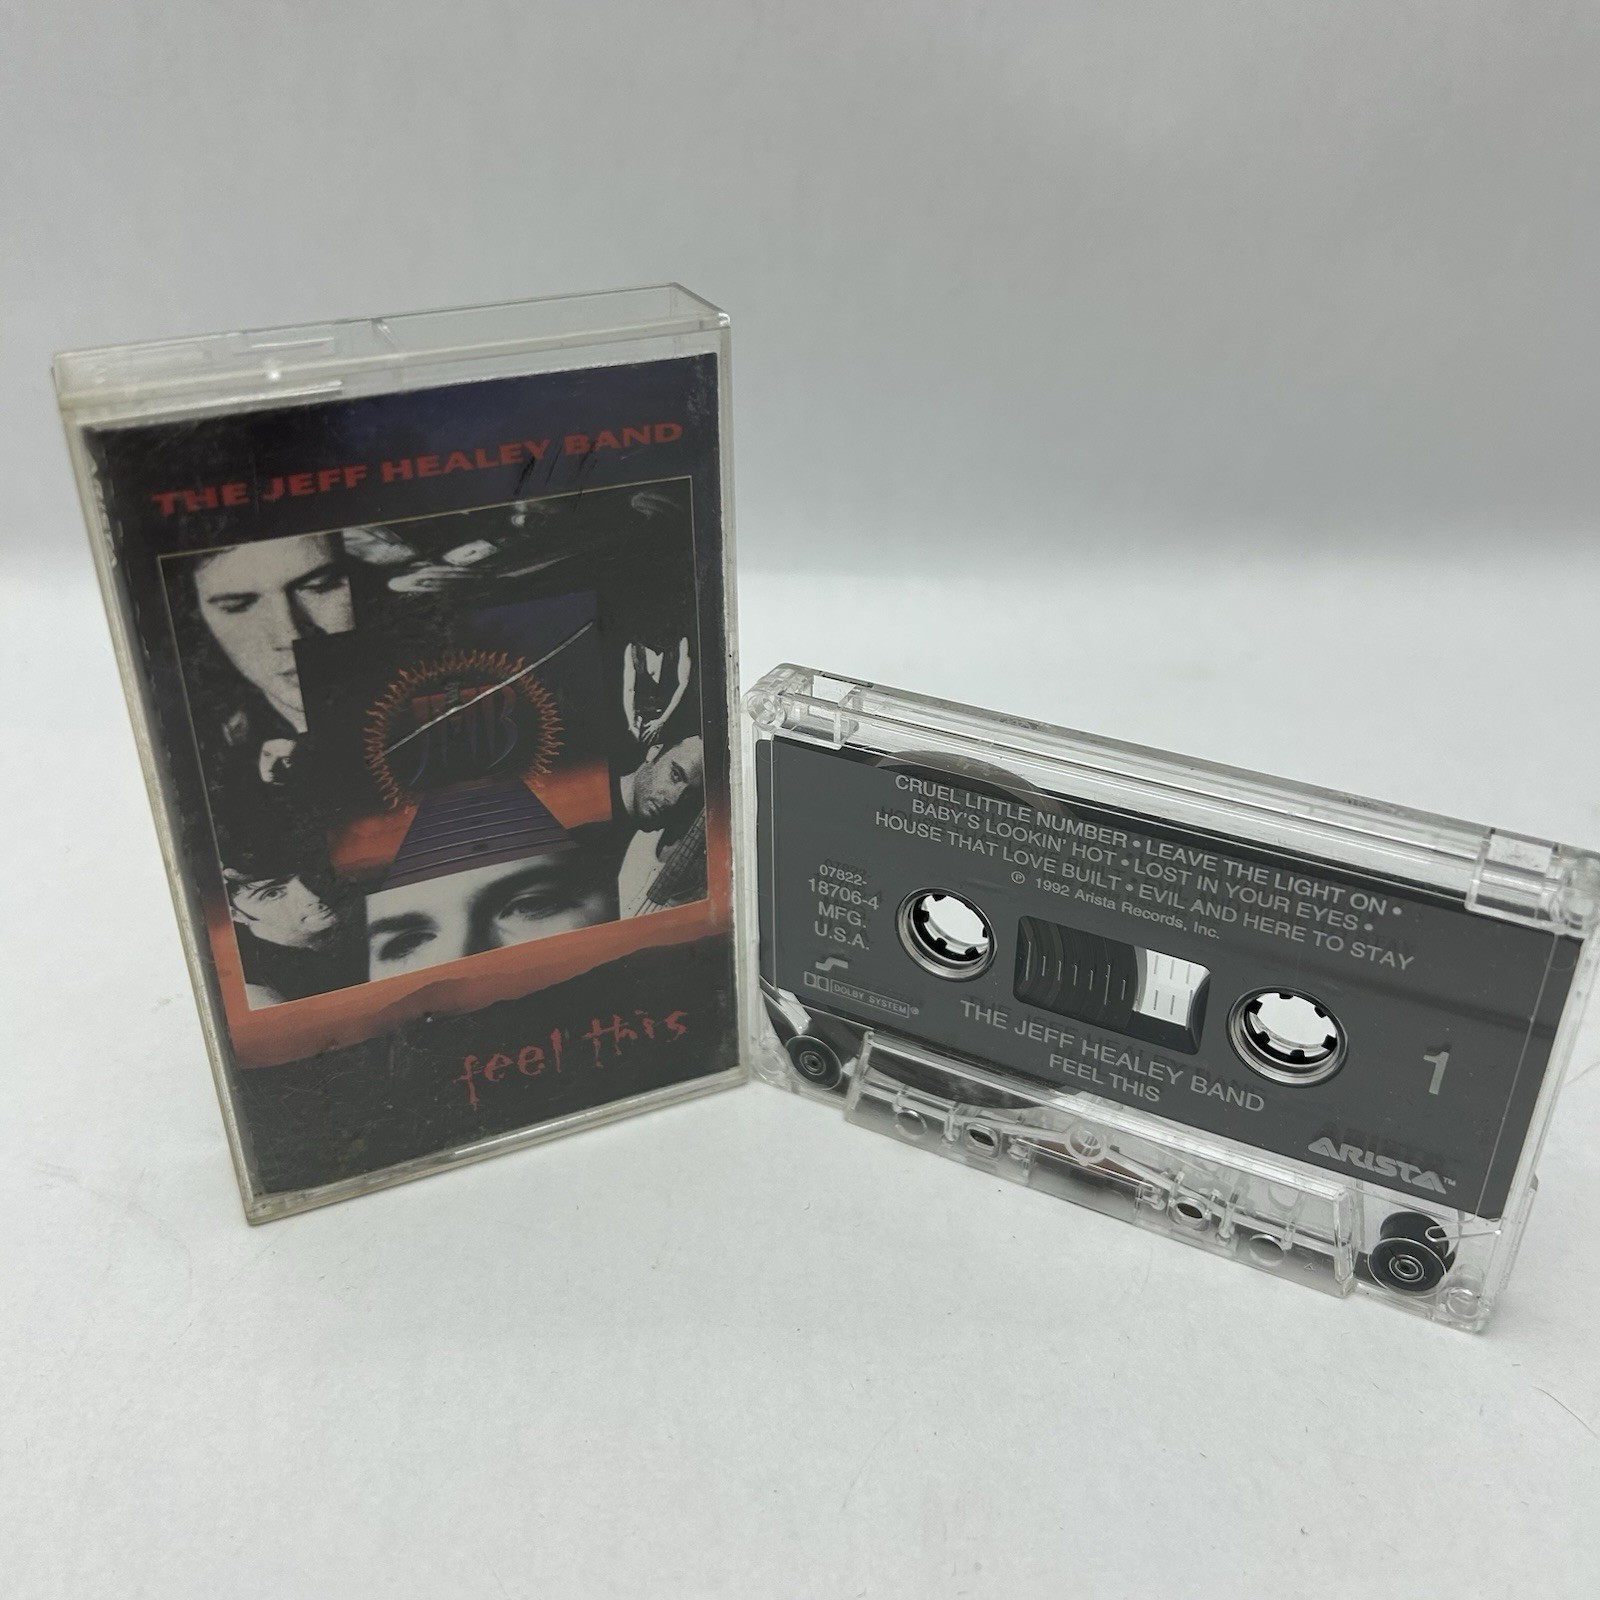 THE JEFF HEALEY BAND
JHB
feel this
CRUEL LITTLE NUMBER • LEAVE THE LIGHT ON •
BABY'S LOOKIN' HOT • LOST IN YOUR EYES •
HOUSE THAT LOVE BUILT • EVIL AND HERE TO STAY
℗ 1992 Arista Records, Inc.
07822-
18706-4
MFG.
U.S.A.
DOLBY SYSTEM®
THE JEFF HEALEY BAND
FEEL THIS
1
ARISTA™